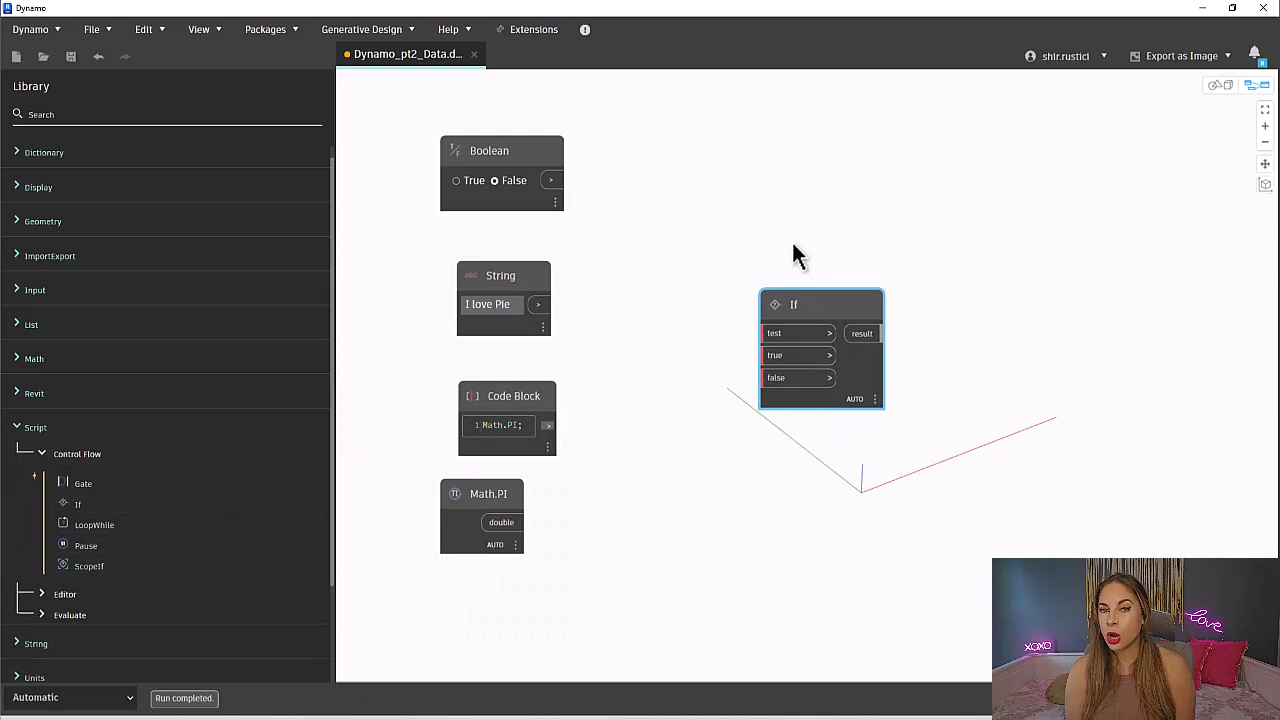 Dynamo
Dynamo File Edit View Packages Generative Design Help Extensions
Dynamo_pt2_Data.d...
shir.rustici Export as Image
Library
Search
Dictionary
Display
Geometry
ImportExport
Input
List
Math
Revit
Script
Control Flow
Gate
If
LoopWhile
Pause
ScopeIf
Editor
Evaluate
String
Units
Automatic
Run completed.
Boolean
True False >
ABC String
I love Pie >
Code Block
1 Math.PI; >
Math.PI
double
AUTO
If
test > result
true >
false >
AUTO
love
XOXO